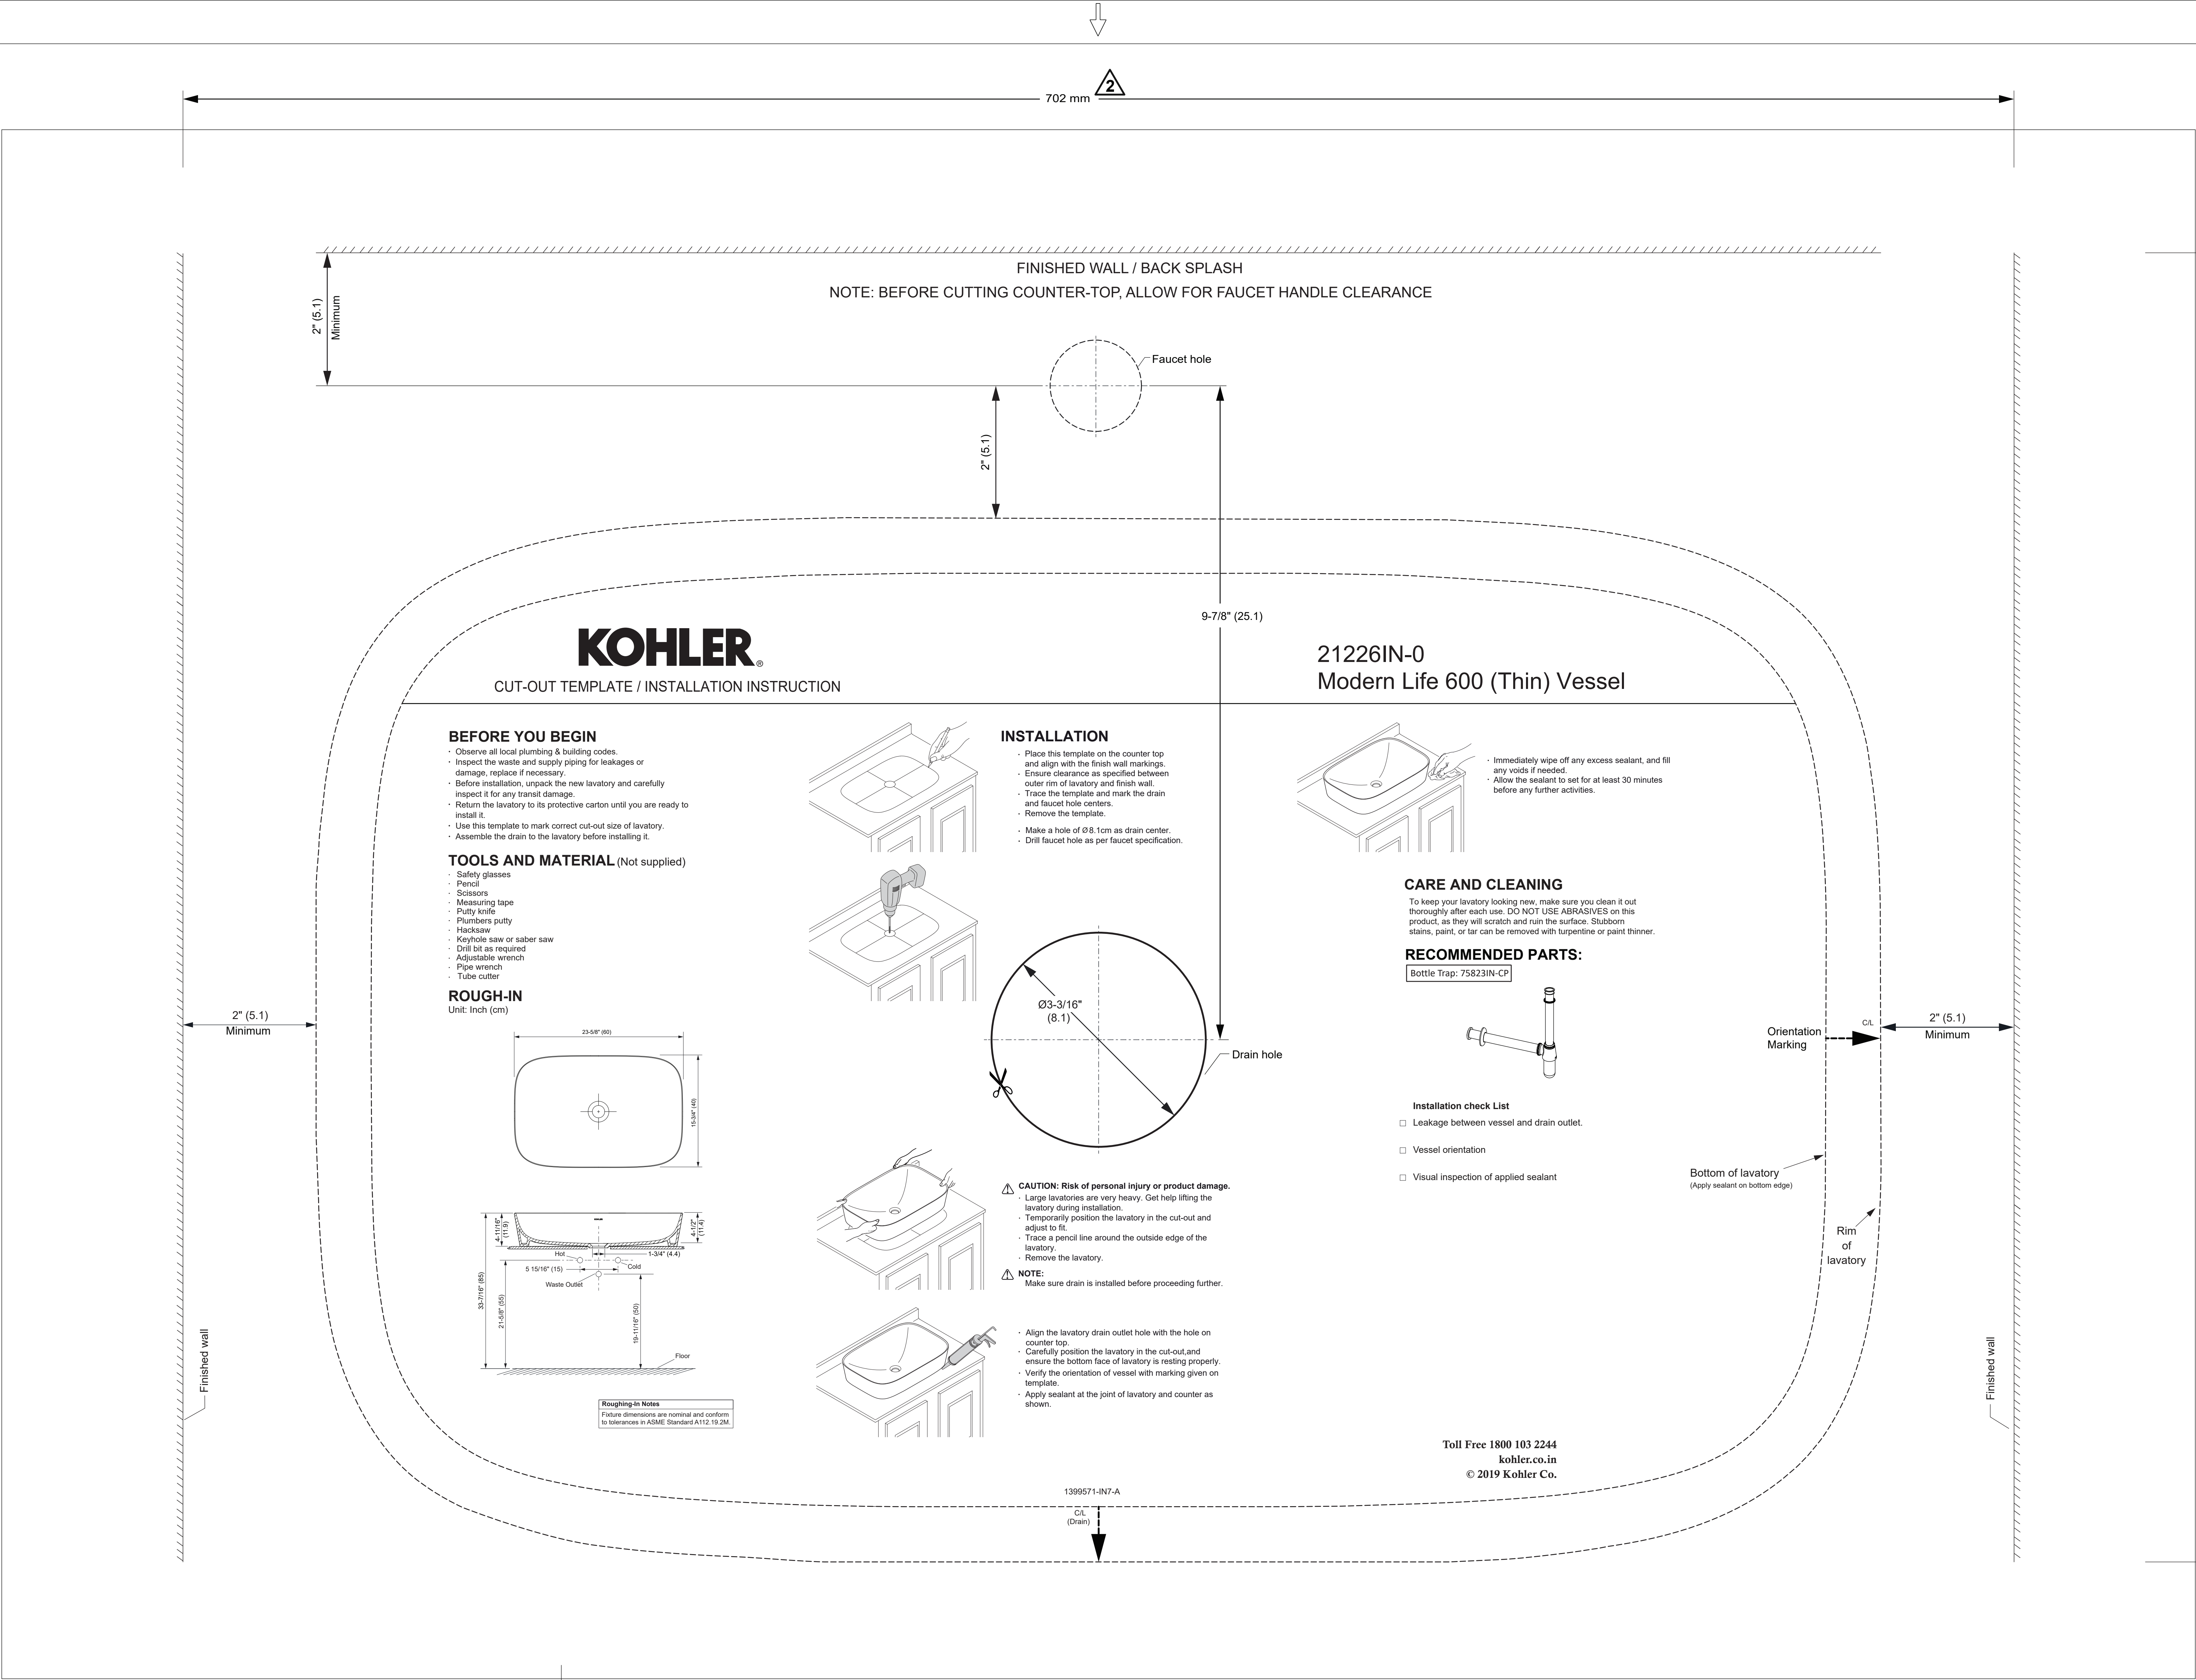 2
702 mm
FINISHED WALL / BACK SPLASH
NOTE: BEFORE CUTTING COUNTER-TOP, ALLOW FOR FAUCET HANDLE CLEARANCE
2" (5.1)
Minimum
Faucet hole
2" (5.1)
9-7/8" (25.1)
KOHLER®
CUT-OUT TEMPLATE / INSTALLATION INSTRUCTION
21226IN-0
Modern Life 600 (Thin) Vessel
BEFORE YOU BEGIN
· Observe all local plumbing & building codes.
· Inspect the waste and supply piping for leakages or
damage, replace if necessary.
· Before installation, unpack the new lavatory and carefully
inspect it for any transit damage.
· Return the lavatory to its protective carton until you are ready to
install it.
· Use this template to mark correct cut-out size of lavatory.
· Assemble the drain to the lavatory before installing it.
TOOLS AND MATERIAL (Not supplied)
· Safety glasses
· Pencil
· Scissors
· Measuring tape
· Putty knife
· Plumbers putty
· Hacksaw
· Keyhole saw or saber saw
· Drill bit as required
· Adjustable wrench
· Pipe wrench
· Tube cutter
ROUGH-IN
Unit: Inch (cm)
23-5/8" (60)
15-3/4" (40)
KOHLER
4-11/16"
(11.9)
4-1/2"
(11.4)
Hot
1-3/4" (4.4)
Cold
5 15/16" (15)
Waste Outlet
33-7/16" (85)
21-5/8" (55)
19-11/16" (50)
Floor
Roughing-In Notes
Fixture dimensions are nominal and conform
to tolerances in ASME Standard A112.19.2M.
INSTALLATION
· Place this template on the counter top
and align with the finish wall markings.
· Ensure clearance as specified between
outer rim of lavatory and finish wall.
· Trace the template and mark the drain
and faucet hole centers.
· Remove the template.
· Make a hole of Ø8.1cm as drain center.
· Drill faucet hole as per faucet specification.
Ø3-3/16"
(8.1)
Drain hole
CAUTION: Risk of personal injury or product damage.
· Large lavatories are very heavy. Get help lifting the
lavatory during installation.
· Temporarily position the lavatory in the cut-out and
adjust to fit.
· Trace a pencil line around the outside edge of the
lavatory.
· Remove the lavatory.
NOTE:
Make sure drain is installed before proceeding further.
· Align the lavatory drain outlet hole with the hole on
counter top.
· Carefully position the lavatory in the cut-out,and
ensure the bottom face of lavatory is resting properly.
· Verify the orientation of vessel with marking given on
template.
· Apply sealant at the joint of lavatory and counter as
shown.
· Immediately wipe off any excess sealant, and fill
any voids if needed.
· Allow the sealant to set for at least 30 minutes
before any further activities.
CARE AND CLEANING
To keep your lavatory looking new, make sure you clean it out
thoroughly after each use. DO NOT USE ABRASIVES on this
product, as they will scratch and ruin the surface. Stubborn
stains, paint, or tar can be removed with turpentine or paint thinner.
RECOMMENDED PARTS:
Bottle Trap: 75823IN-CP
Installation check List
□ Leakage between vessel and drain outlet.
□ Vessel orientation
□ Visual inspection of applied sealant
Orientation
Marking
C/L
Bottom of lavatory
(Apply sealant on bottom edge)
Rim
of
lavatory
2" (5.1)
Minimum
2" (5.1)
Minimum
Finished wall
Finished wall
Toll Free 1800 103 2244
kohler.co.in
© 2019 Kohler Co.
1399571-IN7-A
C/L
(Drain)